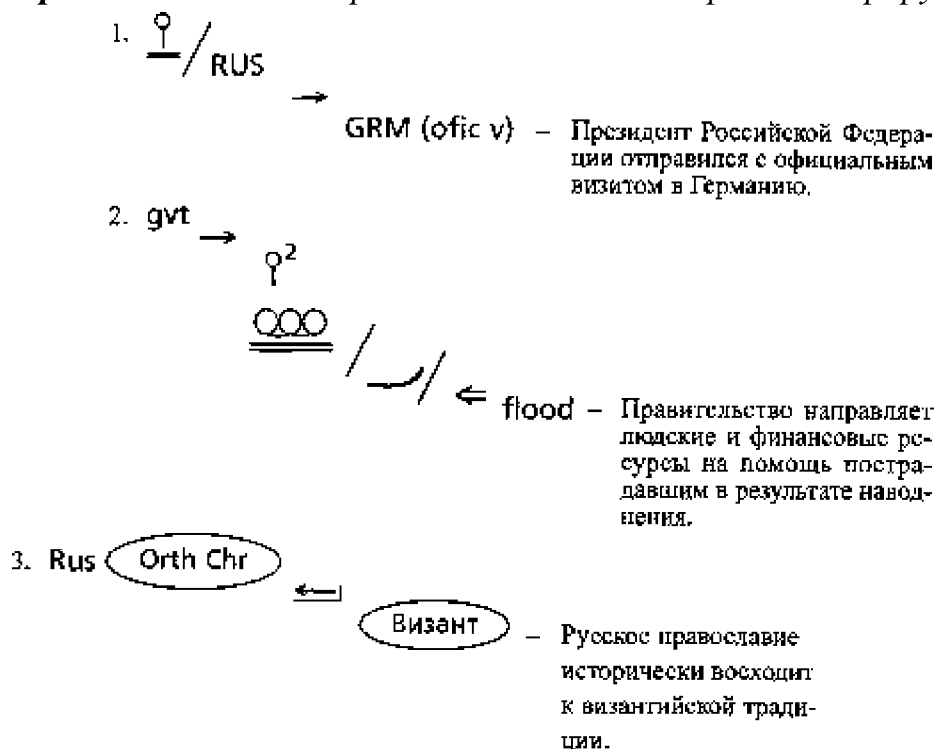 1. /RUS
→
GRM (ofic v) – Президент Российской Федера-
ции отправился с официальным
визитом в Германию.
2. gvt →
2
/ / ⇐
flood – Правительство направляет
людские и финансовые ре-
сурсы на помощь постра-
давшим в результате навод-
нения.
3. Rus Orth Chr
Визант – Русское православие
исторически восходит
к византийской тради-
ции.